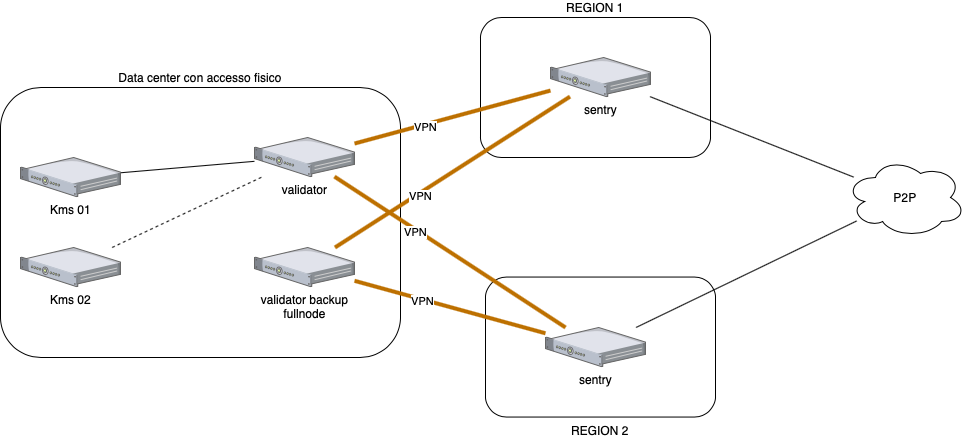 REGION 1
Data center con accesso fisico
sentry
VPN
validator
Kms 01
VPN
P2P
VPN
Kms 02
validator backup
fullnode
VPN
sentry
REGION 2